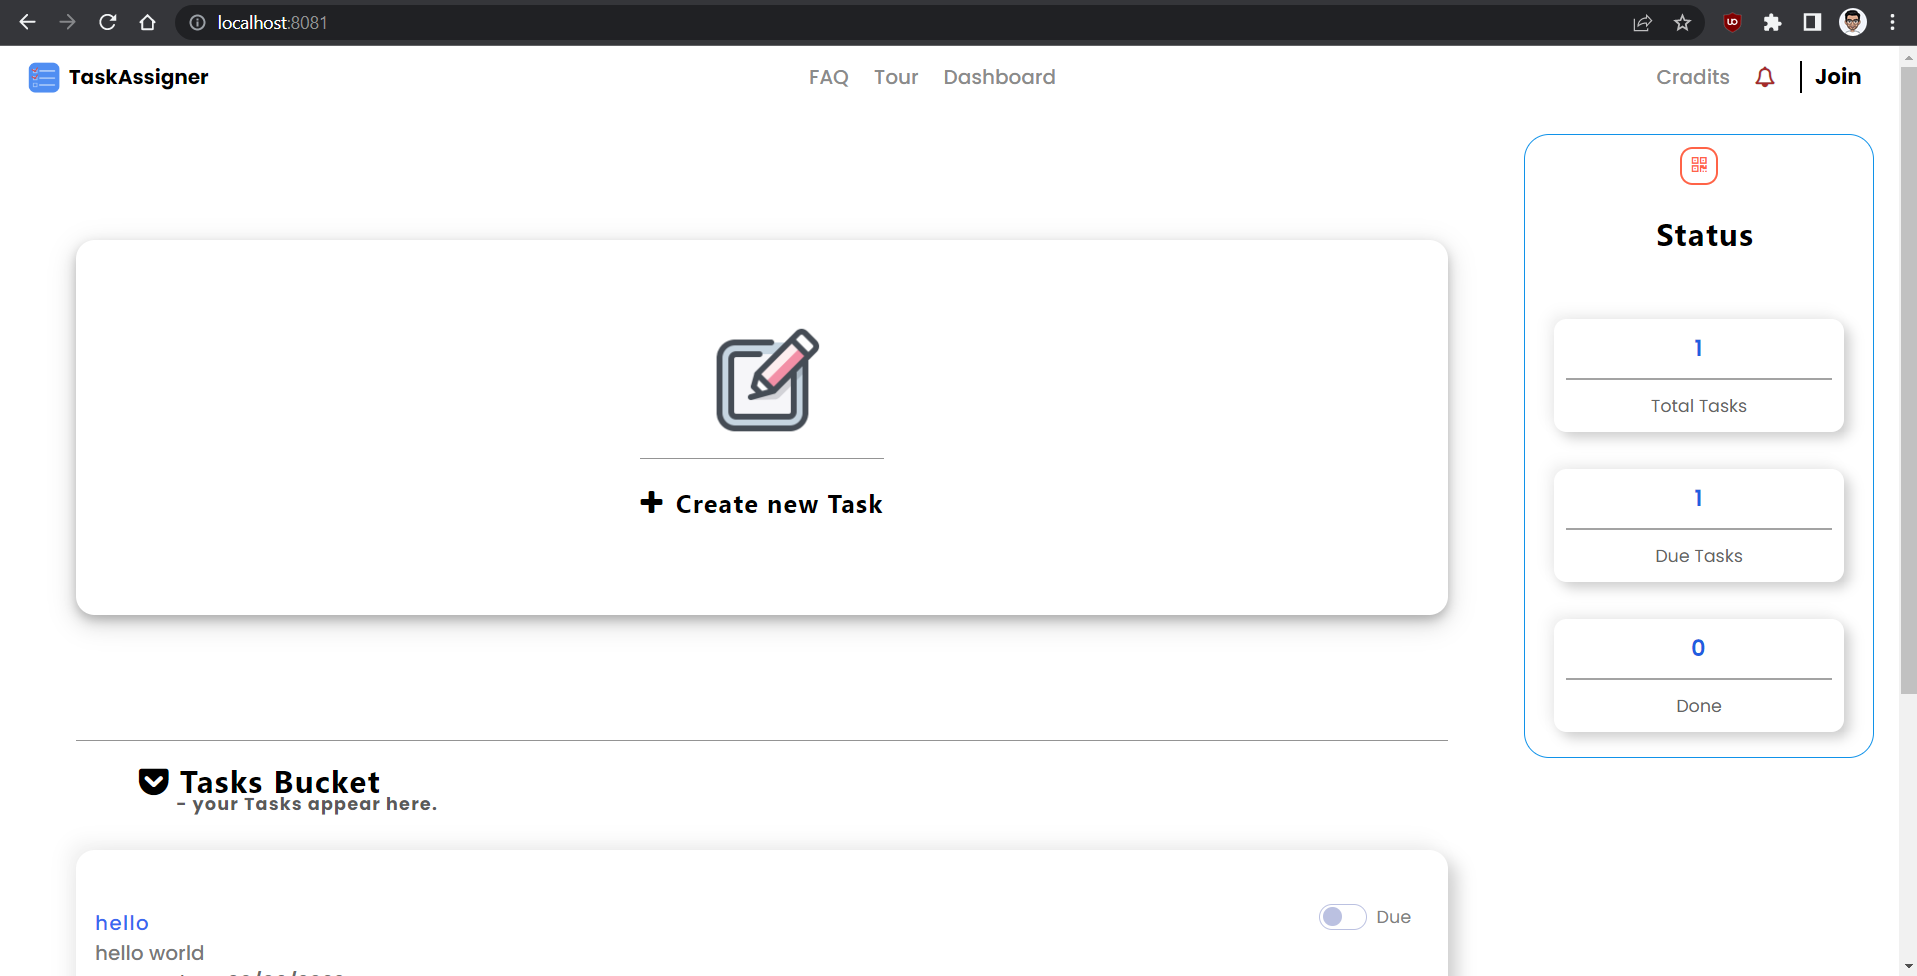 localhost:8081
TaskAssigner
FAQ Tour Dashboard
Cradits
Join
Status
1
Total Tasks
1
Due Tasks
0
Done
Create new Task
Tasks Bucket
- your Tasks appear here.
hello
Due
hello world